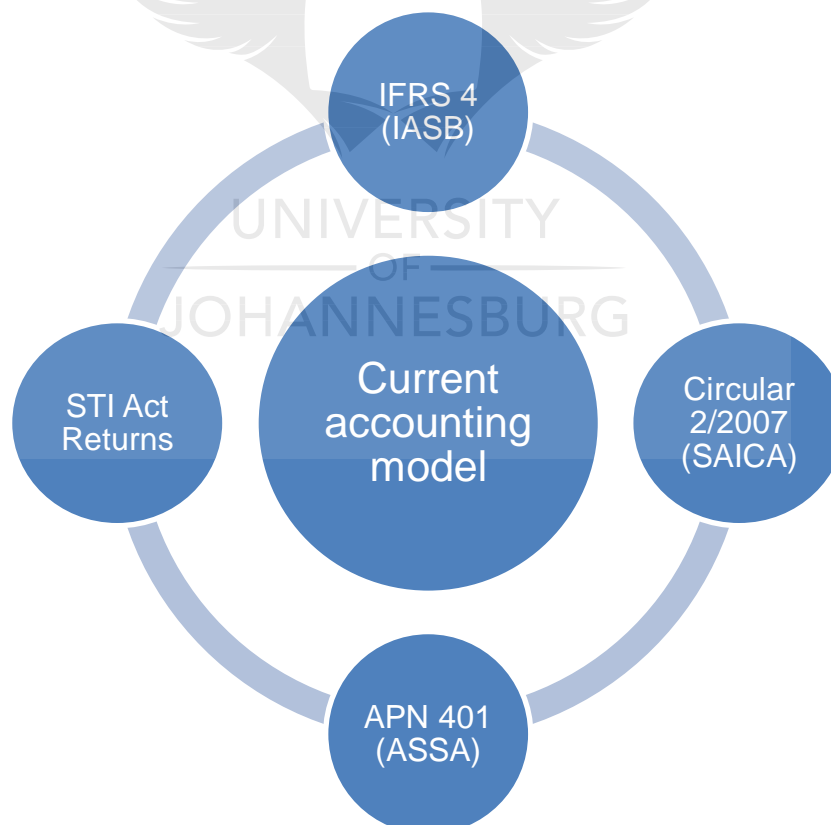 IFRS 4
(IASB)
UNIVERSITY
OF
JOHANNESBURG
Current
accounting
model
STI Act
Returns
Circular
2/2007
(SAICA)
APN 401
(ASSA)